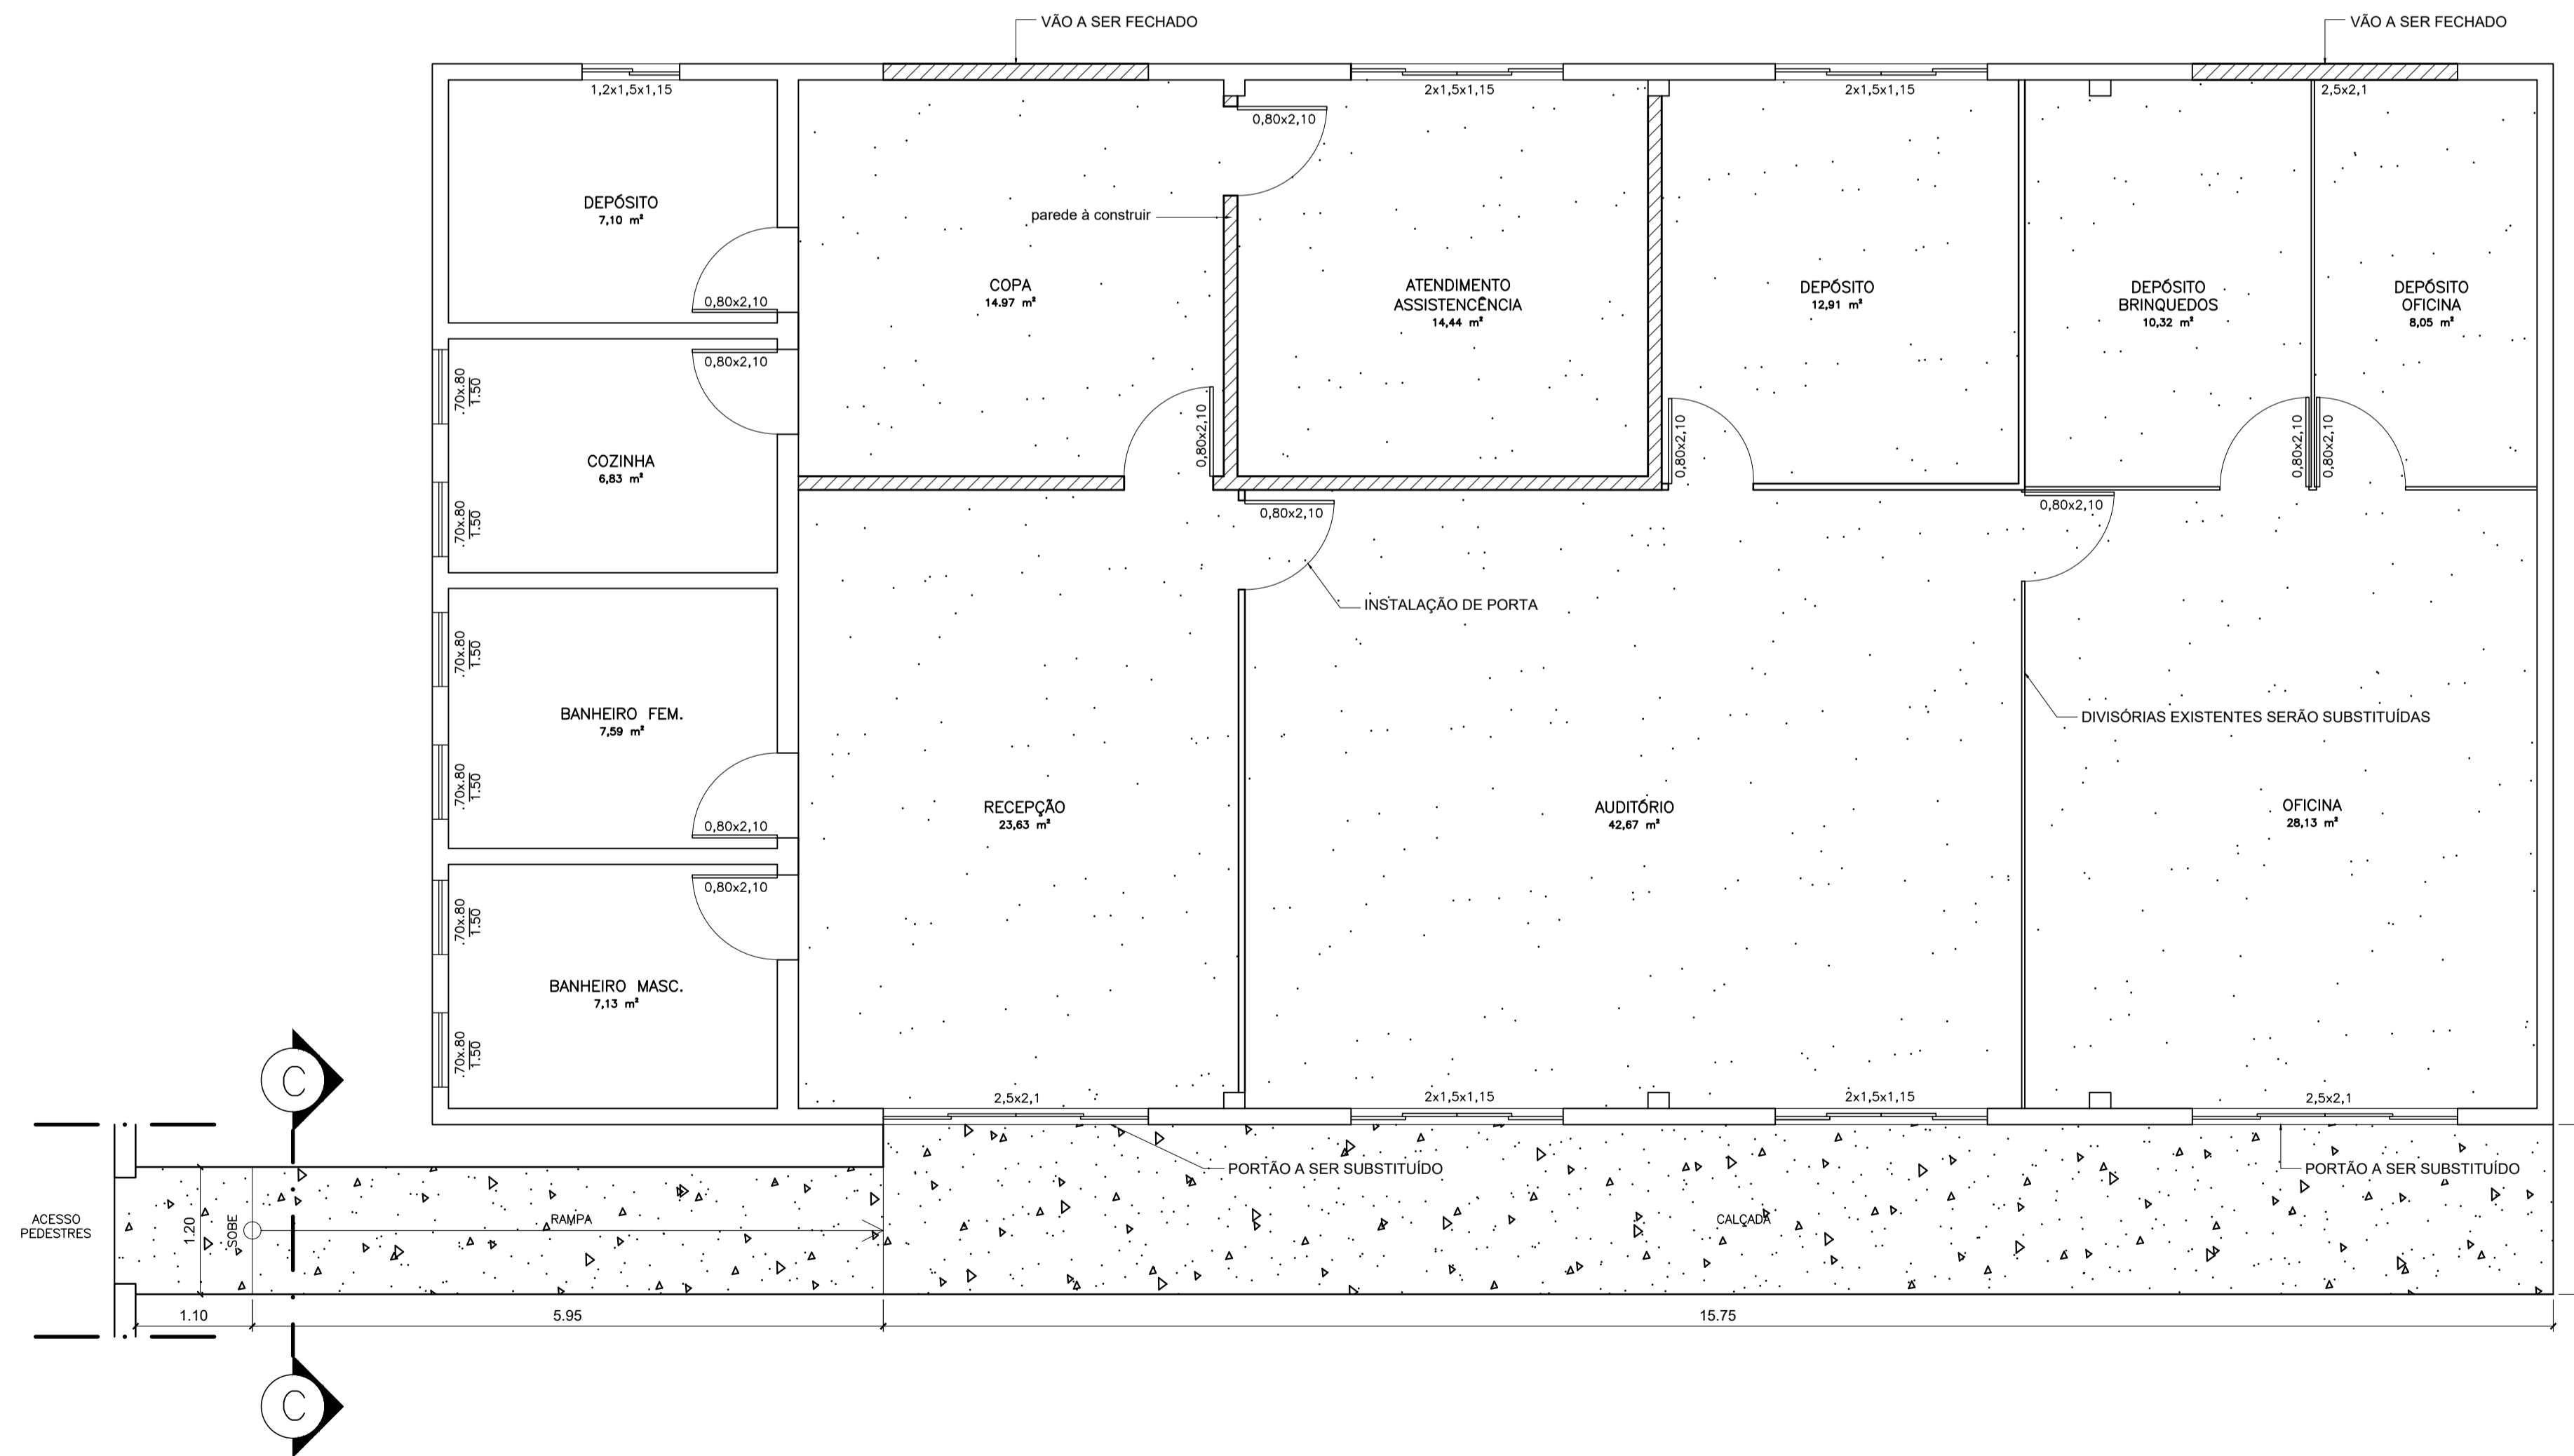 VÃO A SER FECHADO
VÃO A SER FECHADO
1,2x1,5x1,15
2x1,5x1,15
2x1,5x1,15
2,5x2,1
0,80x2,10
DEPÓSITO
7,10 m²
parede à construir
COPA
14.97 m²
ATENDIMENTO
ASSISTENCÊNCIA
14,44 m²
DEPÓSITO
12,91 m²
DEPÓSITO
BRINQUEDOS
10,32 m²
DEPÓSITO
OFICINA
8,05 m²
0,80x2,10
0,80x2,10
.70x.80
1.50
0,80x2,10
0,80x2,10
0,80x2,10
0,80x2,10
COZINHA
6,83 m²
.70x.80
1.50
0,80x2,10
0,80x2,10
INSTALAÇÃO DE PORTA
.70x.80
1.50
BANHEIRO FEM.
7,59 m²
DIVISÓRIAS EXISTENTES SERÃO SUBSTITUÍDAS
.70x.80
1.50
0,80x2,10
RECEPÇÃO
23,63 m²
AUDITÓRIO
42,67 m²
OFICINA
28,13 m²
0,80x2,10
.70x.80
1.50
BANHEIRO MASC.
7,13 m²
.70x.80
1.50
C
2,5x2,1
2x1,5x1,15
2x1,5x1,15
2,5x2,1
PORTÃO A SER SUBSTITUÍDO
PORTÃO A SER SUBSTITUÍDO
ACESSO
PEDESTRES
1.20
SOBE
RAMPA
CALÇADA
1.10
5.95
15.75
C